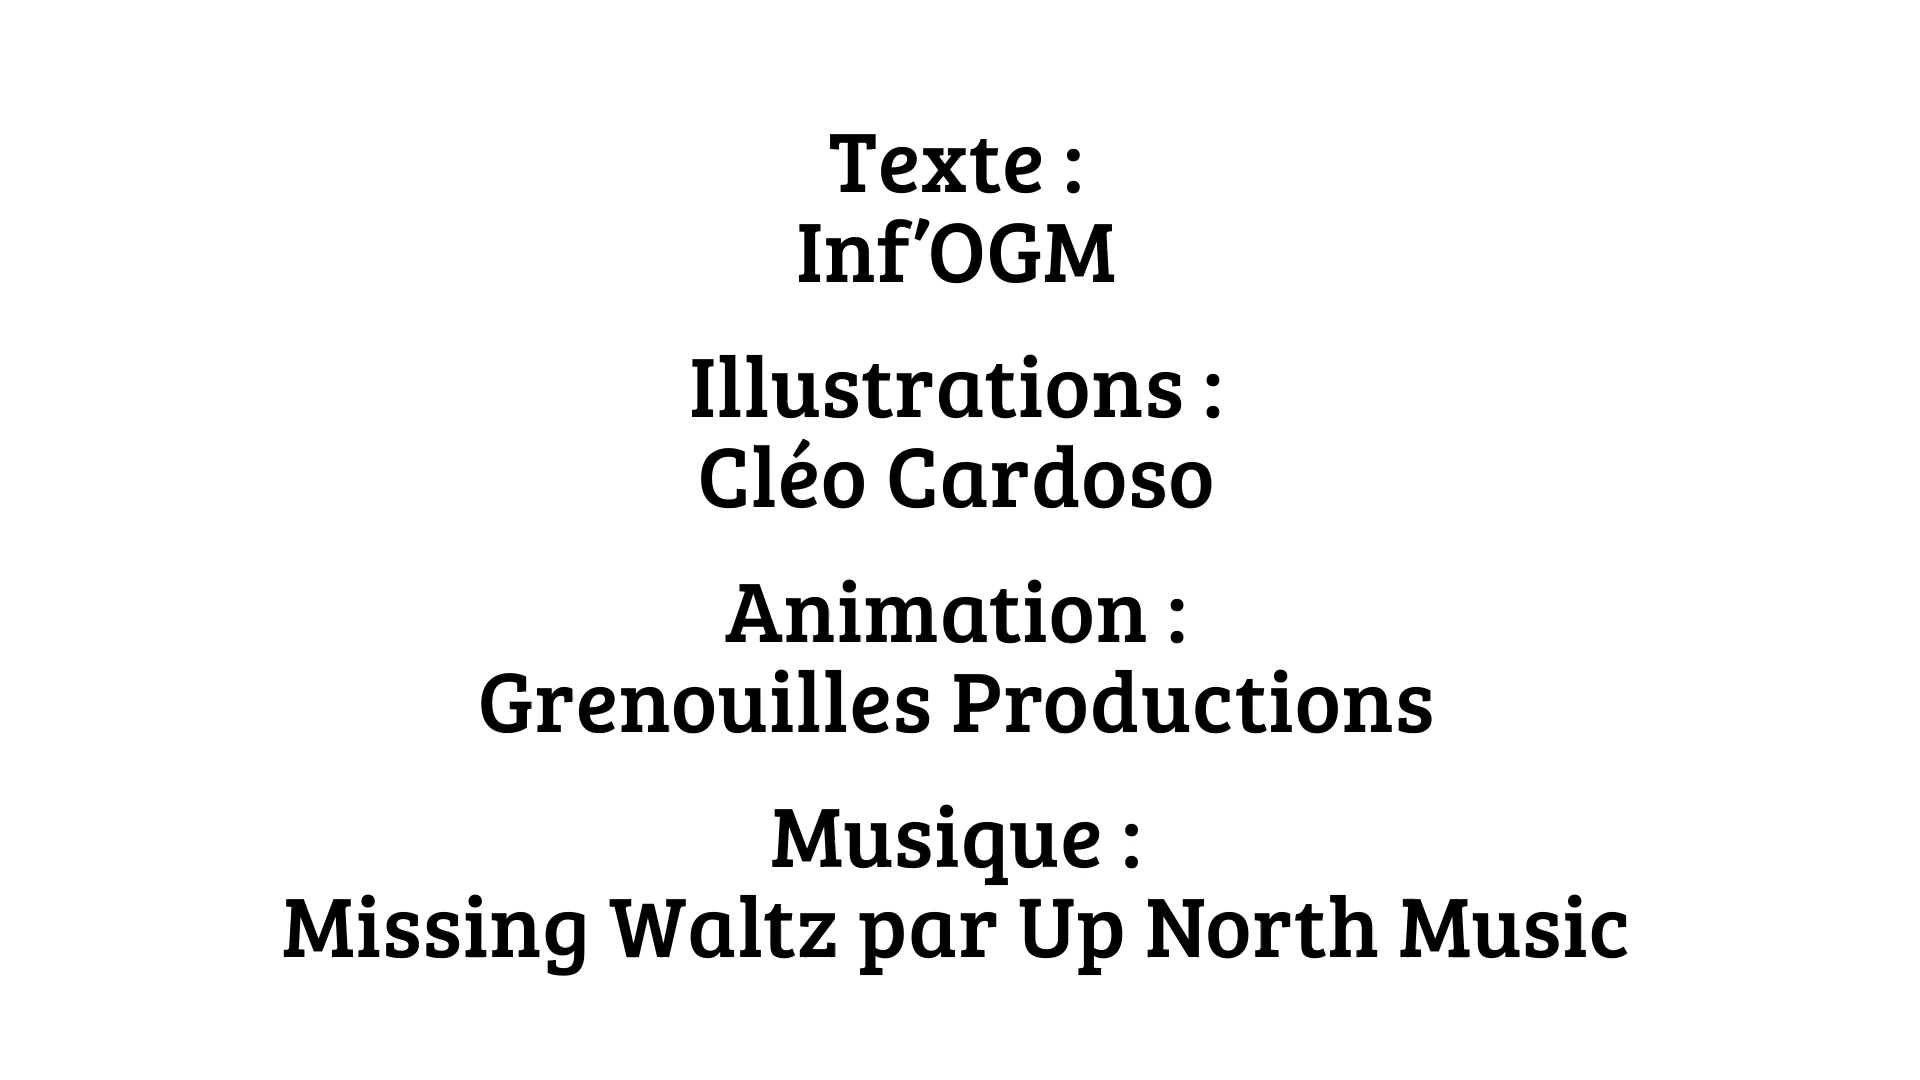 Texte :
Inf’OGM
Illustrations :
Cléo Cardoso
Animation :
Grenouilles Productions
Musique :
Missing Waltz par Up North Music